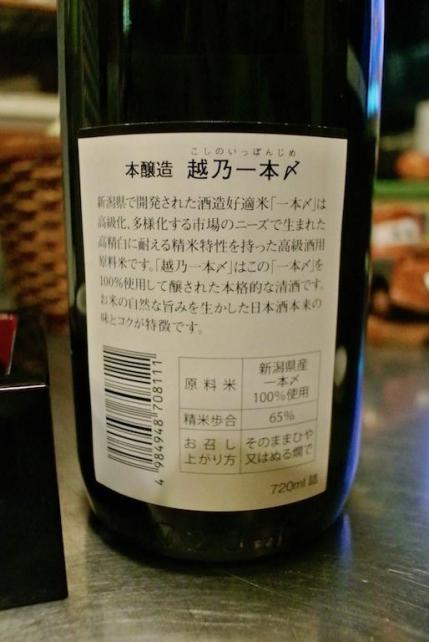 こしのいっぽんじめ
本醸造 越乃一本〆
新潟県で開発された酒造好適米「一本〆」は
高級化、多様化する市場のニーズで生まれた
高精白に耐える精米特性を持った高級酒用
原料米です。「越乃一本〆」はこの「一本〆」を
100%使用して醸された本格的な清酒です。
お米の自然な旨みを生かした日本酒本来の
味とコクが特徴です。
原料米 新潟県産
一本〆
100%使用
精米歩合 65%
お召し そのままひや
上がり方 又はぬる燗で
4 984948 708111
720ml 詰